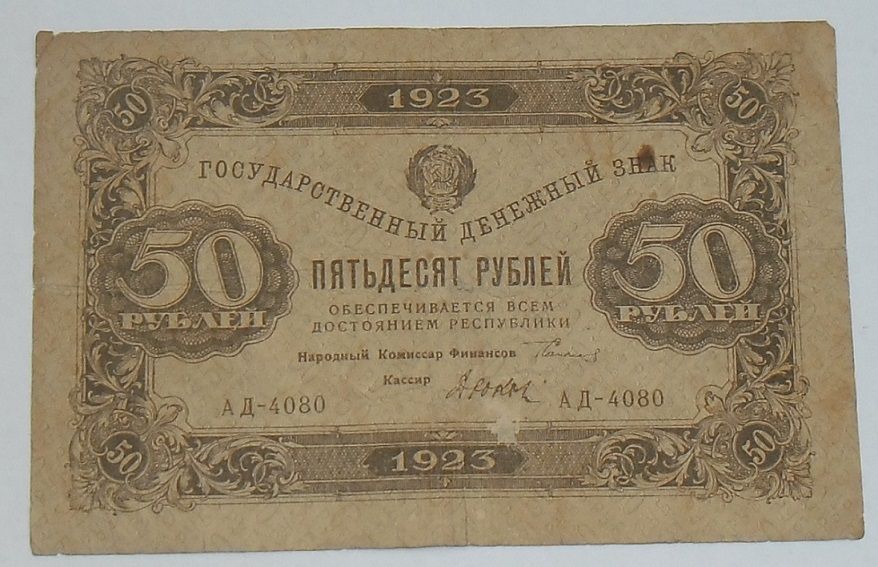 50 1923 50
ГОСУДАРСТВЕННЫЙ ДЕНЕЖНЫЙ ЗНАК
50 РУБЛЕЙ
ПЯТЬДЕСЯТ РУБЛЕЙ
50 РУБЛЕЙ
ОБЕСПЕЧИВАЕТСЯ ВСЕМ
ДОСТОЯНИЕМ РЕСПУБЛИКИ
Народный Комиссар Финансов
Кассир
АД-4080 АД-4080
50 1923 50